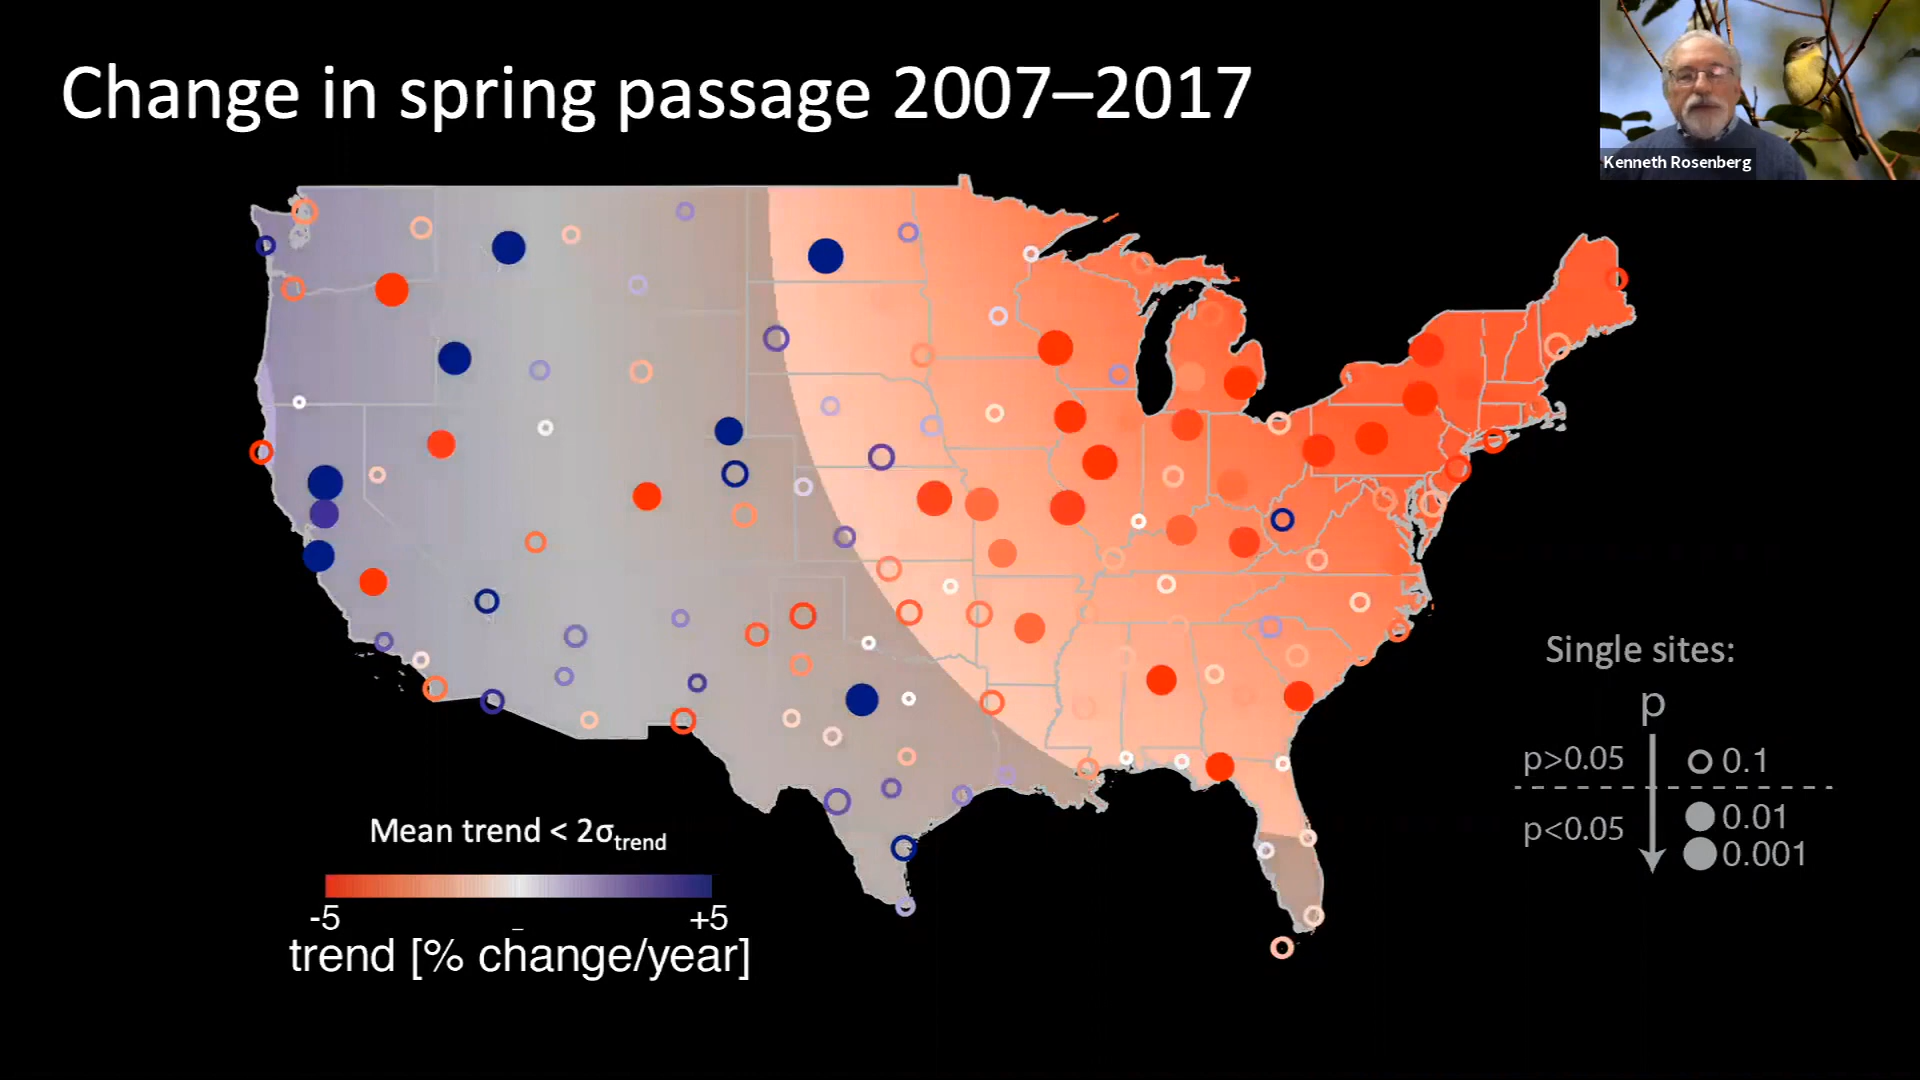 Change in spring passage 2007–2017
Kenneth Rosenberg
Single sites:
p
p>0.05
0.1
p<0.05
0.01
0.001
Mean trend < 2σtrend
-5
+5
trend [% change/year]